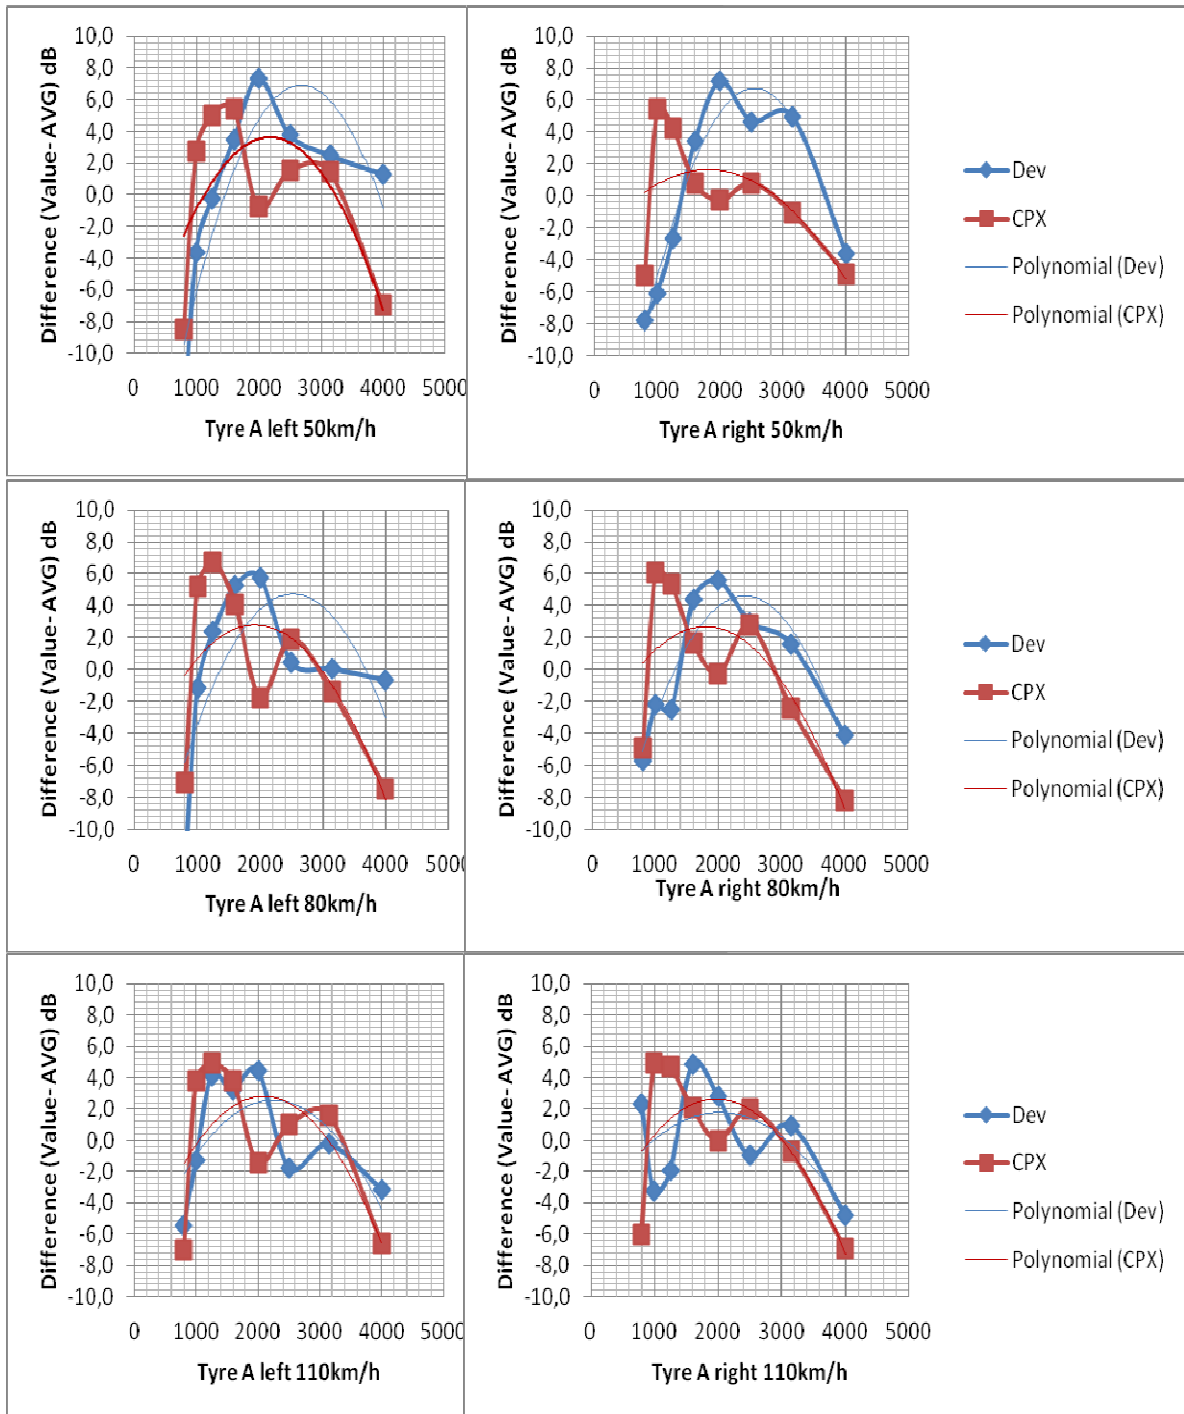 Difference (Value- AVG) dB
10,0
8,0
6,0
4,0
2,0
0,0
-2,0
-4,0
-6,0
-8,0
-10,0
0 1000 2000 3000 4000 5000
Tyre A left 50km/h
Difference (Value- AVG) dB
10,0
8,0
6,0
4,0
2,0
0,0
-2,0
-4,0
-6,0
-8,0
-10,0
0 1000 2000 3000 4000 5000
Tyre A right 50km/h
Dev
CPX
Polynomial (Dev)
Polynomial (CPX)
Difference (Value- AVG) dB
10,0
8,0
6,0
4,0
2,0
0,0
-2,0
-4,0
-6,0
-8,0
-10,0
0 1000 2000 3000 4000 5000
Tyre A left 80km/h
Difference (Value- AVG) dB
10,0
8,0
6,0
4,0
2,0
0,0
-2,0
-4,0
-6,0
-8,0
-10,0
0 1000 2000 3000 4000 5000
Tyre A right 80km/h
Dev
CPX
Polynomial (Dev)
Polynomial (CPX)
Difference (Value- AVG) dB
10,0
8,0
6,0
4,0
2,0
0,0
-2,0
-4,0
-6,0
-8,0
-10,0
0 1000 2000 3000 4000 5000
Tyre A left 110km/h
Difference (Value- AVG) dB
10,0
8,0
6,0
4,0
2,0
0,0
-2,0
-4,0
-6,0
-8,0
-10,0
0 1000 2000 3000 4000 5000
Tyre A right 110km/h
Dev
CPX
Polynomial (Dev)
Polynomial (CPX)